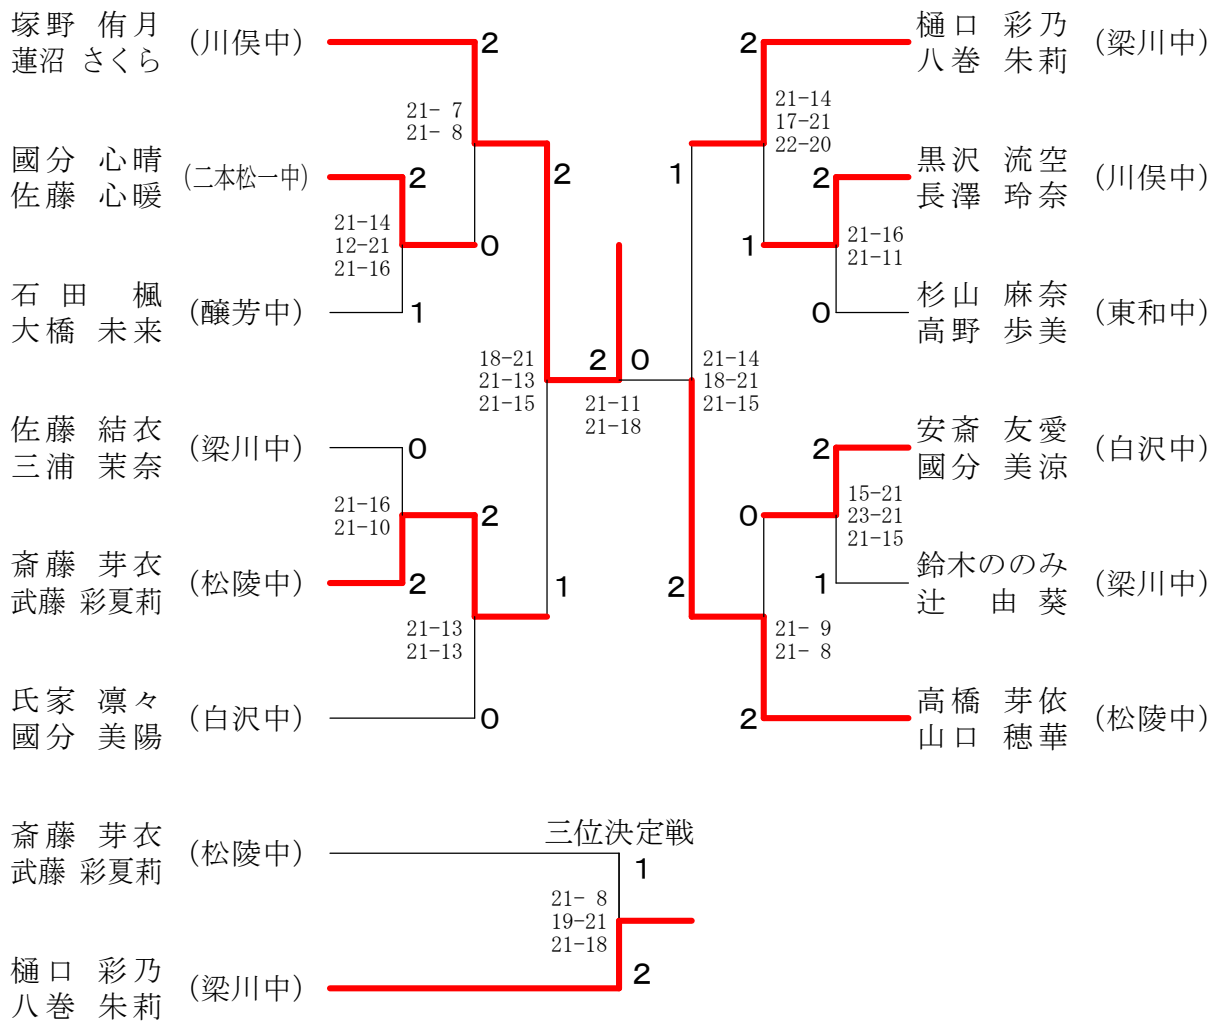 塚野 侑月
蓮沼 さくら
(川俣中)
2
21- 7
21- 8
國分 心晴
佐藤 心暖
(二本松一中)
2
21-14
12-21
21-16
0
石田 楓
大橋 未来
(醸芳中)
1
2
18-21
21-13
21-15
佐藤 結衣
三浦 茉奈
(梁川中)
0
21-16
21-10
2
斎藤 芽衣
武藤 彩夏莉
(松陵中)
2
1
21-13
21-13
氏家 凛々
國分 美陽
(白沢中)
0
2 0
21-11
21-18
樋口 彩乃
八巻 朱莉
(梁川中)
2
21-14
17-21
22-20
1
黒沢 流空
長澤 玲奈
(川俣中)
2
1
21-16
21-11
杉山 麻奈
高野 歩美
(東和中)
0
21-14
18-21
21-15
安斎 友愛
國分 美涼
(白沢中)
2
0
15-21
23-21
21-15
鈴木ののみ
辻 由葵
(梁川中)
1
2
21- 9
21- 8
高橋 芽依
山口 穂華
(松陵中)
2
三位決定戦
斎藤 芽衣
武藤 彩夏莉
(松陵中)
1
21- 8
19-21
21-18
樋口 彩乃
八巻 朱莉
(梁川中)
2